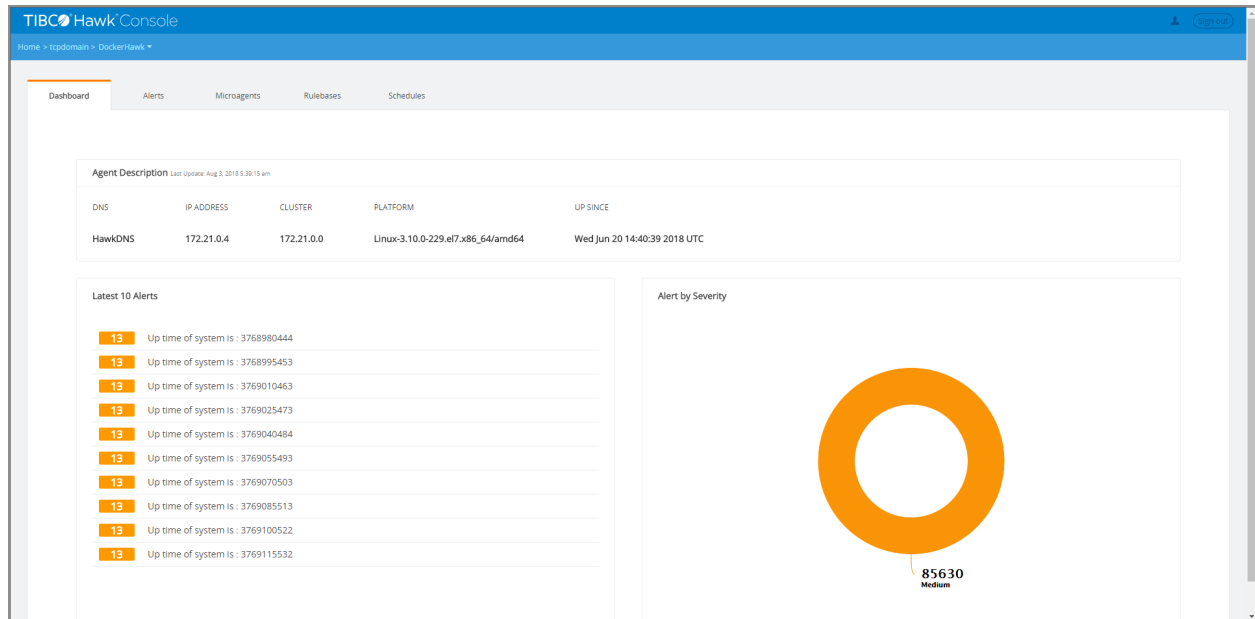 TIBCO Hawk Console
Sign out
Home > tcpdomain > DockerHawk
Dashboard Alerts Microagents Rulebases Schedules
Agent Description Last Update: Aug 3, 2018 5:39:15 am
DNS IP ADDRESS CLUSTER PLATFORM UP SINCE
HawkDNS 172.21.0.4 172.21.0.0 Linux-3.10.0-229.el7.x86_64/amd64 Wed Jun 20 14:40:39 2018 UTC
Latest 10 Alerts
13 Up time of system is : 3768980444
13 Up time of system is : 3768995453
13 Up time of system is : 3769010463
13 Up time of system is : 3769025473
13 Up time of system is : 3769040484
13 Up time of system is : 3769055493
13 Up time of system is : 3769070503
13 Up time of system is : 3769085513
13 Up time of system is : 3769100522
13 Up time of system is : 3769115532
Alert by Severity
85630
Medium